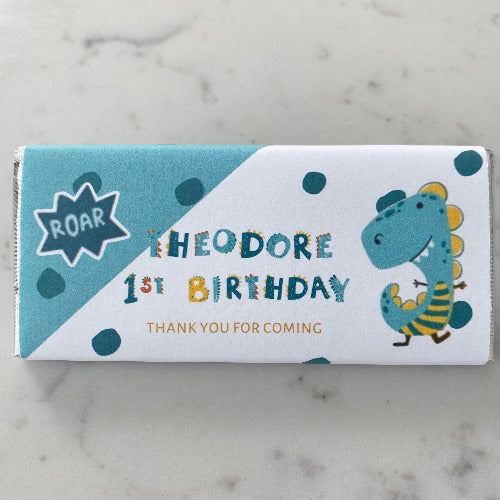 ROAR
THEODORE
1ST BIRTHDAY
THANK YOU FOR COMING